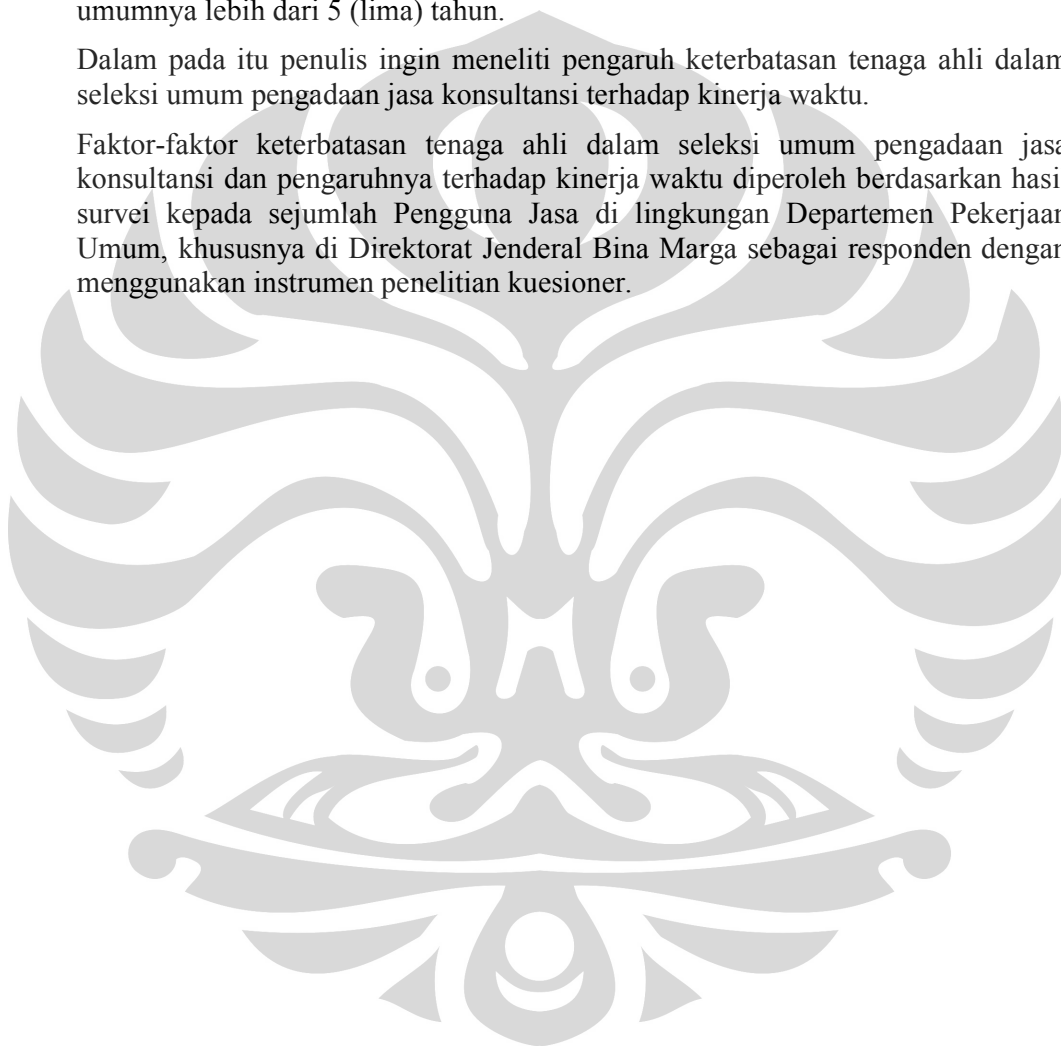 umumnya lebih dari 5 (lima) tahun.
Dalam pada itu penulis ingin meneliti pengaruh keterbatasan tenaga ahli dalam
seleksi umum pengadaan jasa konsultansi terhadap kinerja waktu.
Faktor-faktor keterbatasan tenaga ahli dalam seleksi umum pengadaan jasa
konsultansi dan pengaruhnya terhadap kinerja waktu diperoleh berdasarkan hasil
survei kepada sejumlah Pengguna Jasa di lingkungan Departemen Pekerjaan
Umum, khususnya di Direktorat Jenderal Bina Marga sebagai responden dengan
menggunakan instrumen penelitian kuesioner.